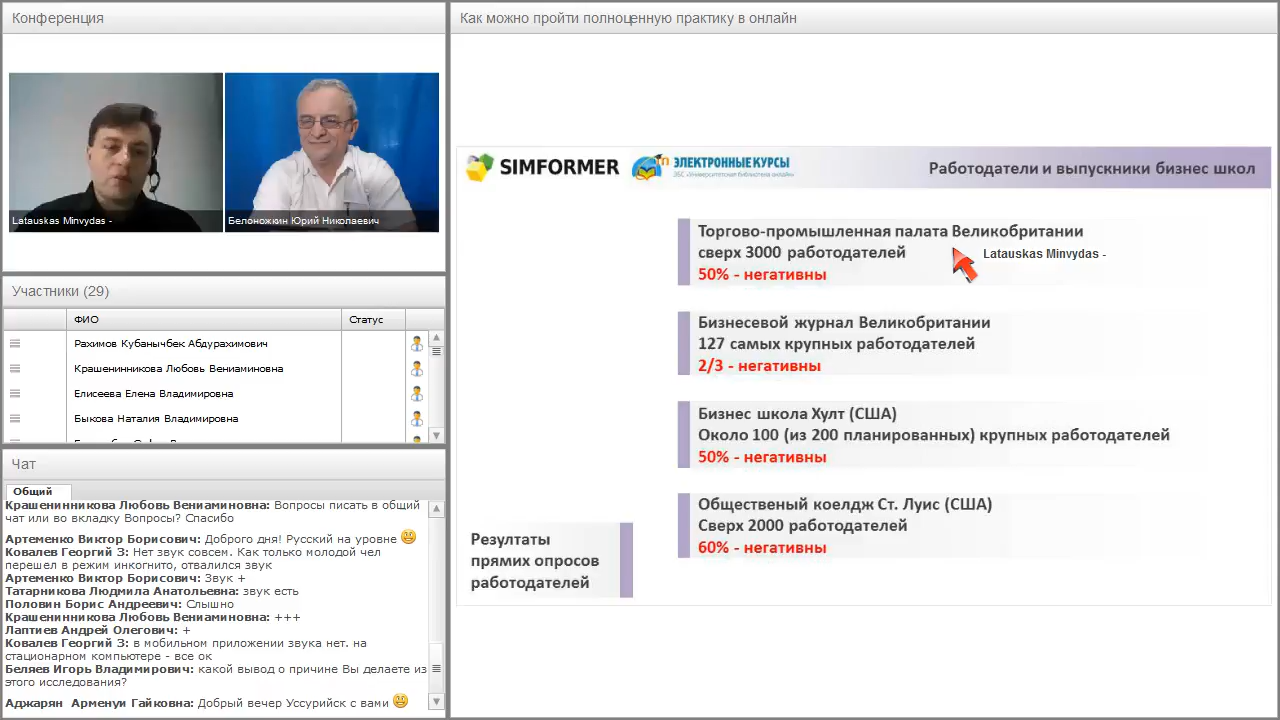 Конференция
Latauskas Minvydas -
Белоножкин Юрий Николаевич
Участники (29)
ФИО
Статус
Рахимов Кубанычбек Абдурахимович
Крашенинникова Любовь Вениаминовна
Елисеева Елена Владимировна
Быкова Наталия Владимировна
Чат
Общий
Крашенинникова Любовь Вениаминовна: Вопросы писать в общий
чат или во вкладку Вопросы? Спасибо
Артеменко Виктор Борисович: Доброго дня! Русский на уровне
Ковалев Георгий З: Нет звук совсем. Как только молодой чел
перешел в режим инкогнито, отвалился звук
Артеменко Виктор Борисович: Звук +
Татарникова Людмила Анатольевна: звук есть
Половин Борис Андреевич: Слышно
Крашенинникова Любовь Вениаминовна: +++
Лаптиев Андрей Олегович: +
Ковалев Георгий З: в мобильном приложении звука нет. на
стационарном компьютере - все ок
Беляев Игорь Владимирович: какой вывод о причине Вы делаете из
этого исследования?
Аджарян Арменуи Гайковна: Добрый вечер Уссурийск с вами
Как можно пройти полноценную практику в онлайн
SIMFORMER
ЭЛЕКТРОННЫЕ КУРСЫ
ЭБС «Университетская библиотека онлайн»
Работодатели и выпускники бизнес школ
Торгово-промышленная палата Великобритании
сверх 3000 работодателей
50% - негативны
Latauskas Minvydas -
Бизнесевой журнал Великобритании
127 самых крупных работодателей
2/3 - негативны
Бизнес школа Хулт (США)
Около 100 (из 200 планированных) крупных работодателей
50% - негативны
Общественый коелдж Ст. Луис (США)
Сверх 2000 работодателей
60% - негативны
Резултаты
прямих опросов
работодателей